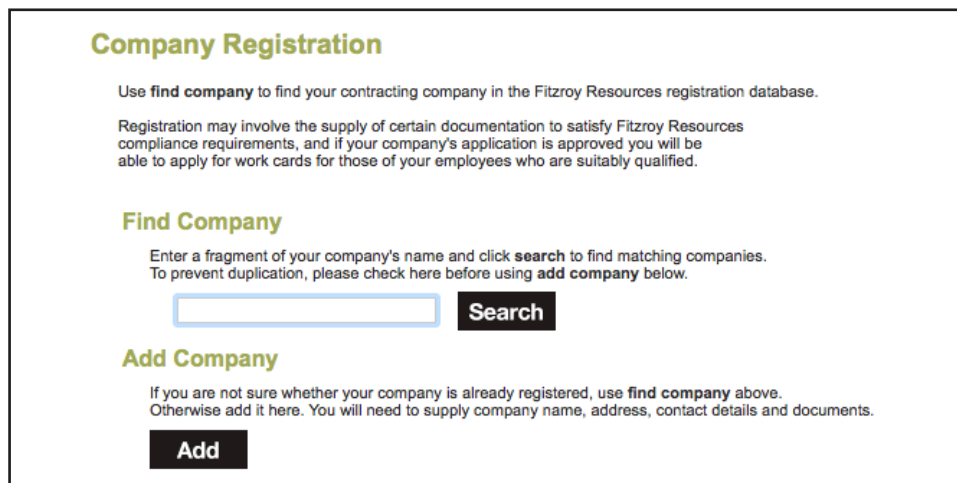 Company Registration
Use find company to find your contracting company in the Fitzroy Resources registration database.
Registration may involve the supply of certain documentation to satisfy Fitzroy Resources
compliance requirements, and if your company's application is approved you will be
able to apply for work cards for those of your employees who are suitably qualified.
Find Company
Enter a fragment of your company's name and click search to find matching companies.
To prevent duplication, please check here before using add company below.
Search
Add Company
If you are not sure whether your company is already registered, use find company above.
Otherwise add it here. You will need to supply company name, address, contact details and documents.
Add